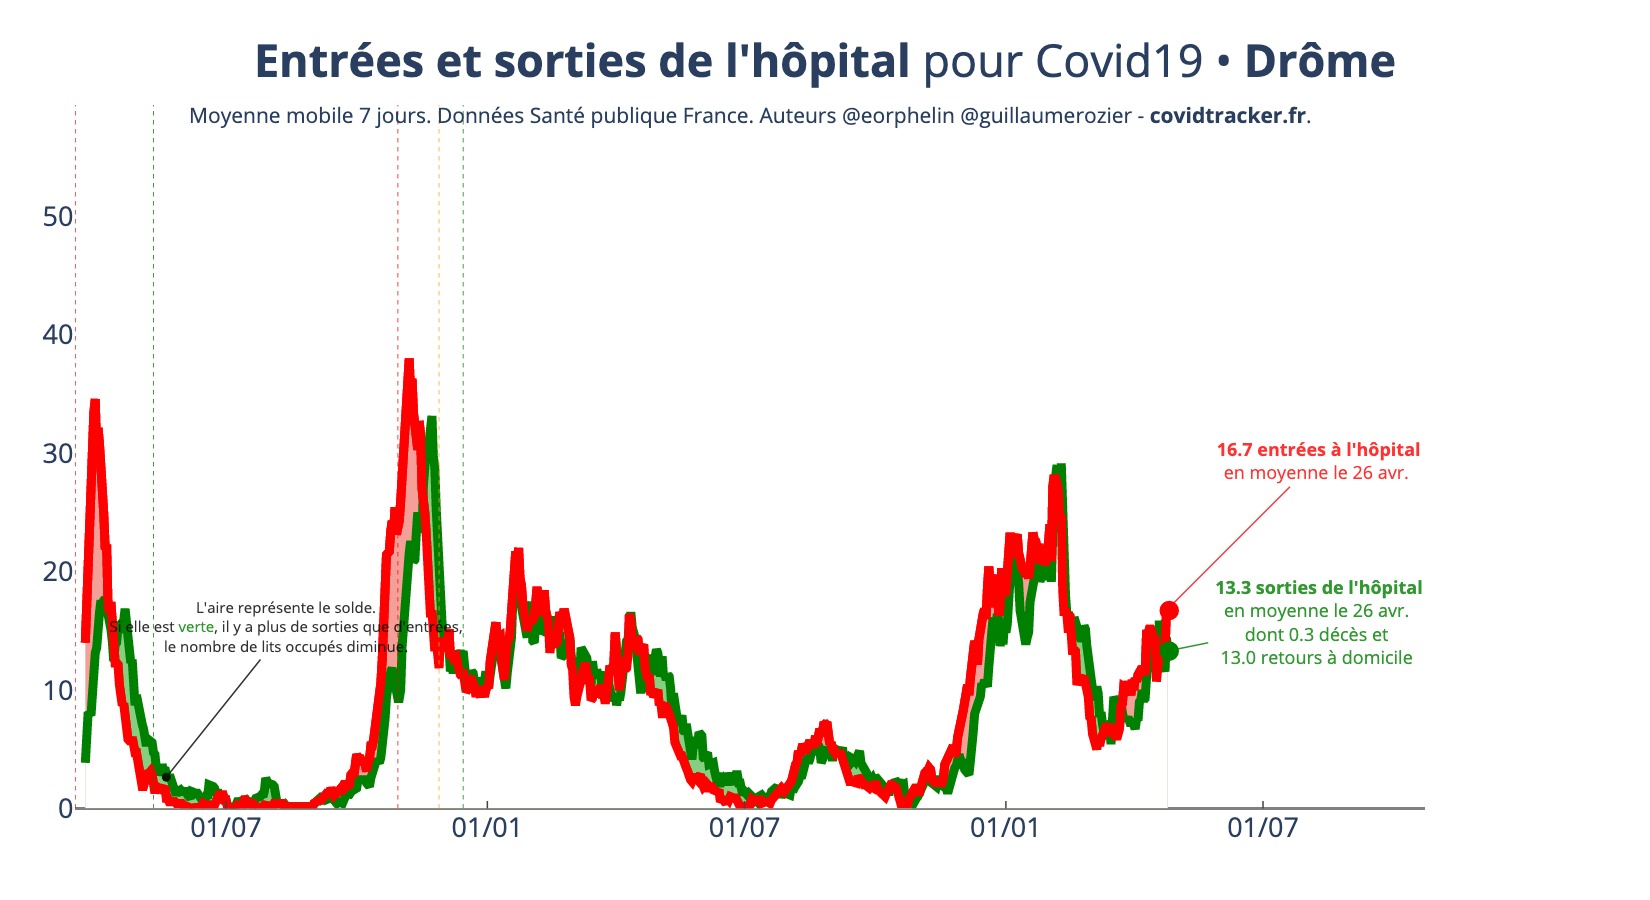 Entrées et sorties de l'hôpital pour Covid19 • Drôme
Moyenne mobile 7 jours. Données Santé publique France. Auteurs @eorphelin @guillaumerozier - covidtracker.fr.
50
40
30
20
10
0
16.7 entrées à l'hôpital
en moyenne le 26 avr.
13.3 sorties de l'hôpital
en moyenne le 26 avr.
dont 0.3 décès et
13.0 retours à domicile
L'aire représente le solde.
Si elle est verte, il y a plus de sorties que d'entrées,
le nombre de lits occupés diminue.
01/07
01/01
01/07
01/01
01/07